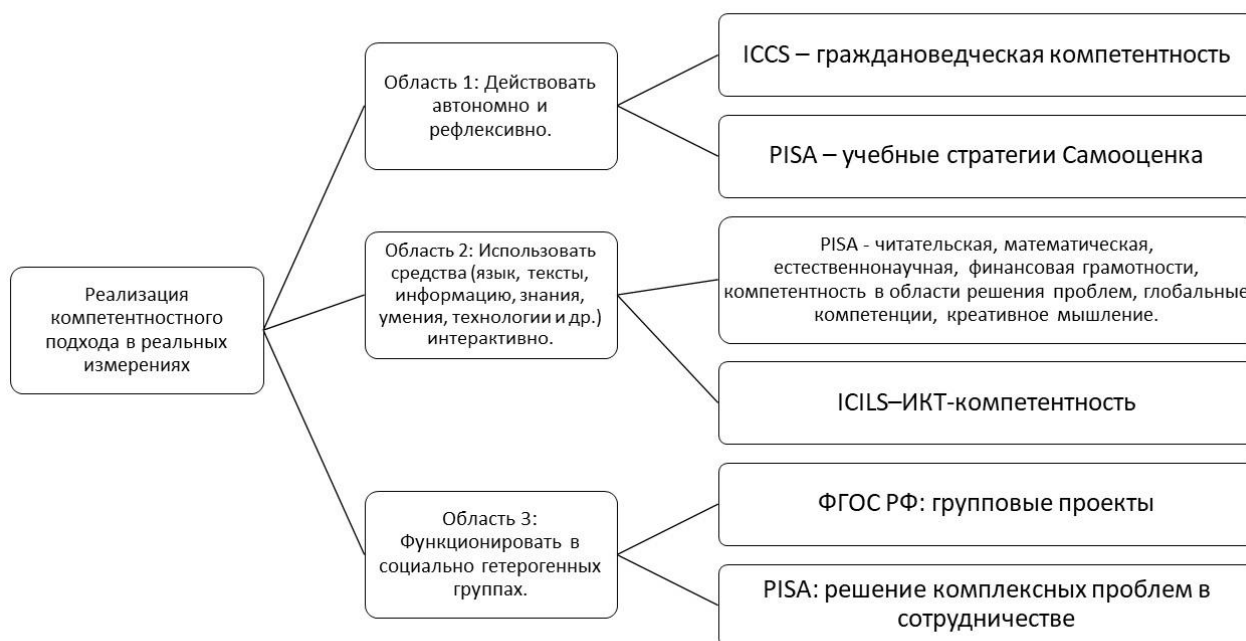 Реализация
компетентностного
подхода в реальных
измерениях
Область 1: Действовать
автономно и
рефлексивно.
ICCS – граждановедческая компетентность
PISA – учебные стратегии Самооценка
Область 2: Использовать
средства (язык, тексты,
информацию, знания,
умения, технологии и др.)
интерактивно.
PISA - читательская, математическая,
естественнонаучная, финансовая грамотности,
компетентность в области решения проблем, глобальные
компетенции, креативное мышление.
ICILS–ИКТ-компетентность
Область 3:
Функционировать в
социально гетерогенных
группах.
ФГОС РФ: групповые проекты
PISA: решение комплексных проблем в
сотрудничестве